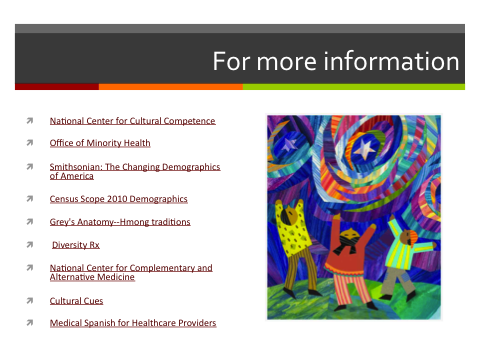 For more information
National Center for Cultural Competence
Office of Minority Health
Smithsonian: The Changing Demographics
of America
Census Scope 2010 Demographics
Grey's Anatomy--Hmong traditions
Diversity Rx
National Center for Complementary and
Alternative Medicine
Cultural Cues
Medical Spanish for Healthcare Providers